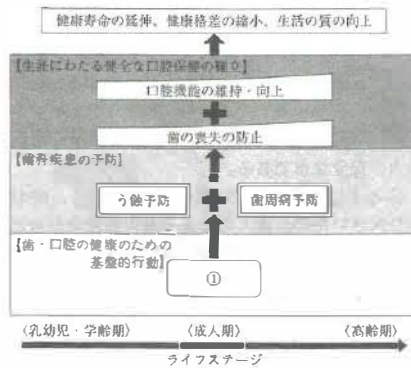 健康寿命の延伸、健康格差の縮小、生活の質の向上
【生涯にわたる健全な口腔保健の確立】
口腔機能の維持・向上
歯の喪失の防止
【歯科疾患の予防】
う蝕予防
歯周病予防
【歯・口腔の健康のための
基盤的行動】
①
〈乳幼児・学齢期〉
〈成人期〉
〈高齢期〉
ライフステージ